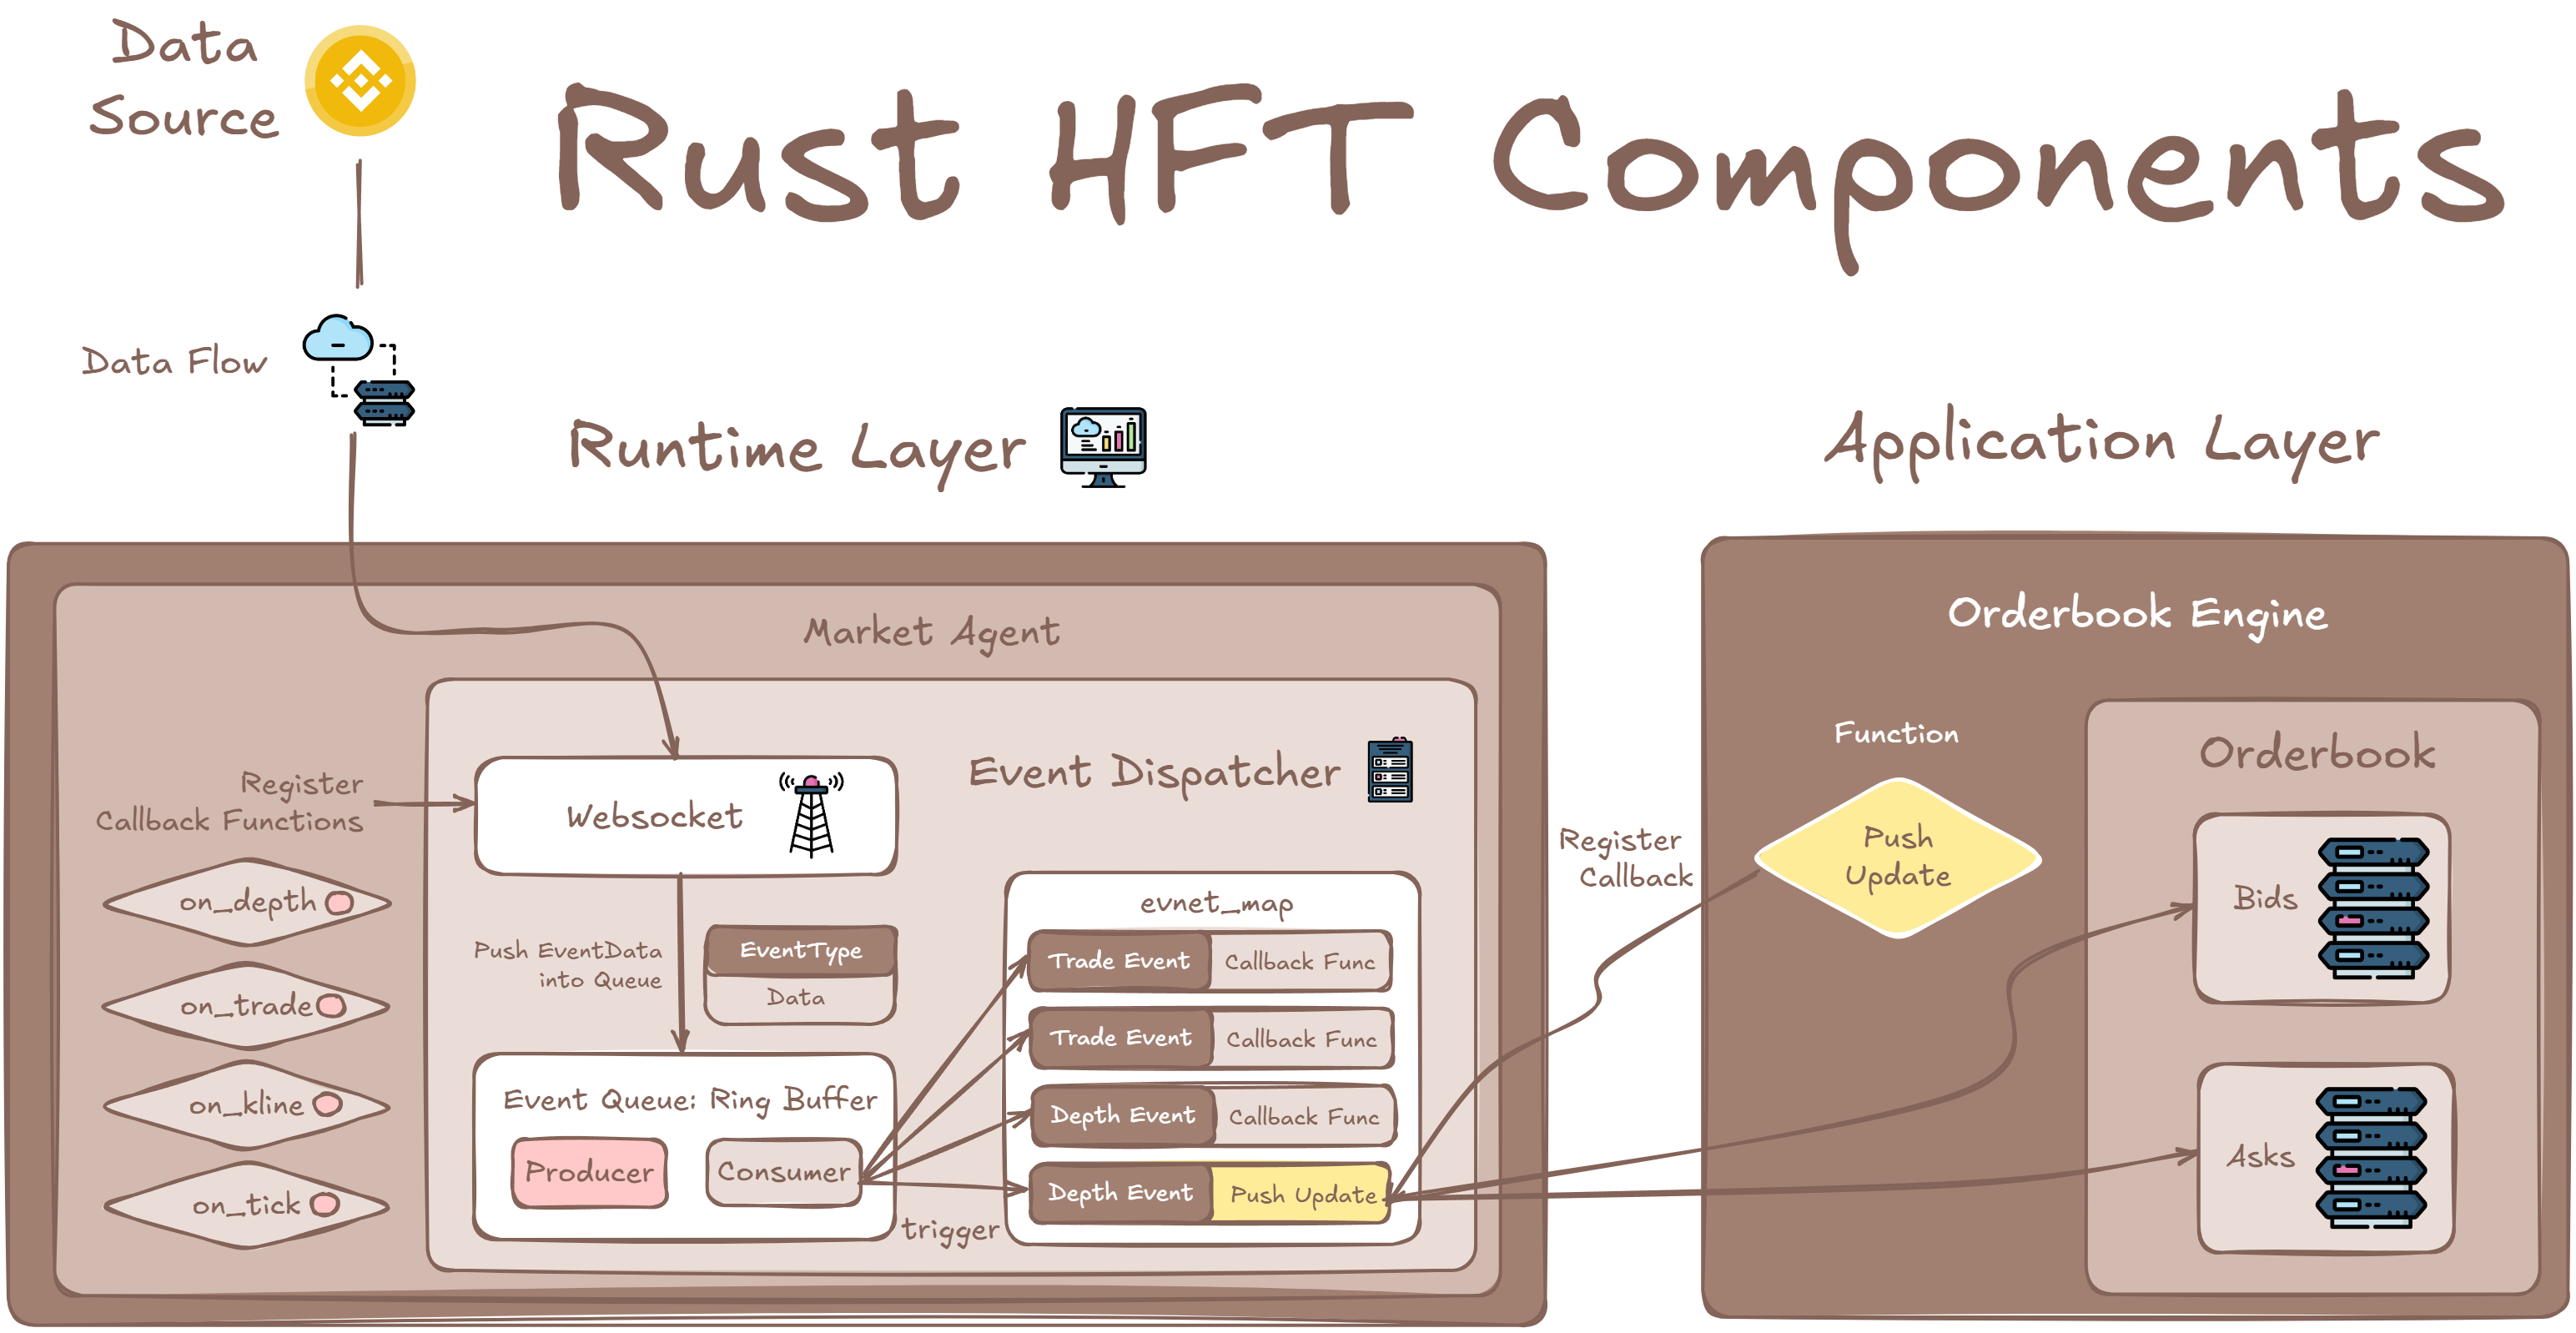 Data
Source
Rust HFT Components
Data Flow
Runtime Layer
Application Layer
Market Agent
Register
Callback Functions
on_depth
on_trade
on_kline
on_tick
Websocket
Event Dispatcher
Push EventData
into Queue
EventType
Data
Event Queue: Ring Buffer
Producer
Consumer
trigger
evnet_map
Trade Event
Callback Func
Trade Event
Callback Func
Depth Event
Callback Func
Depth Event
Push Update
Register
Callback
Orderbook Engine
Function
Push
Update
Orderbook
Bids
Asks